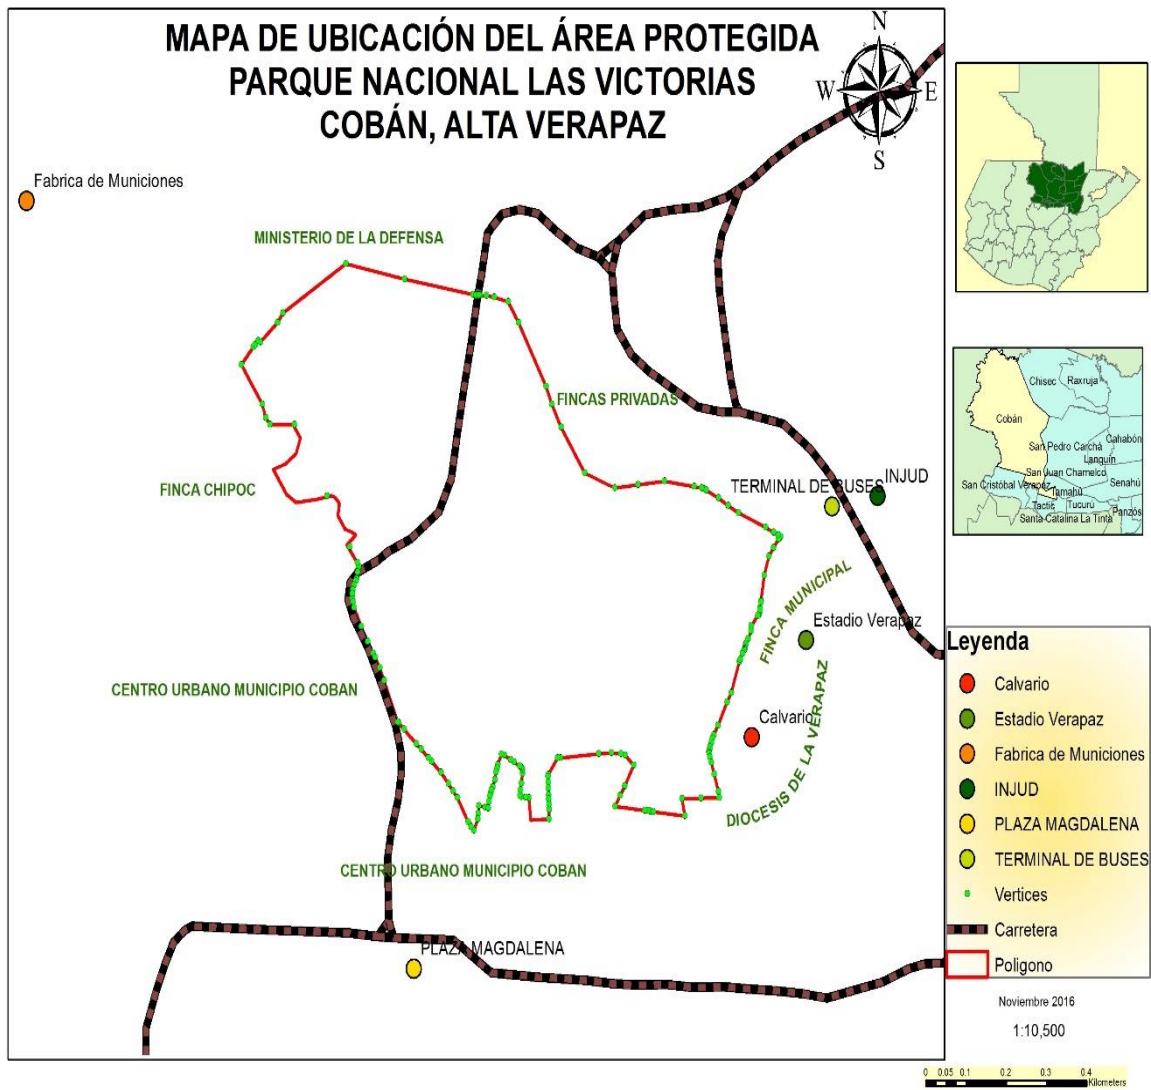 MAPA DE UBICACIÓN DEL ÁREA PROTEGIDA
PARQUE NACIONAL LAS VICTORIAS
COBÁN, ALTA VERAPAZ
N
W
E
S
Fabrica de Municiones
MINISTERIO DE LA DEFENSA
FINCAS PRIVADAS
FINCA CHIPOC
TERMINAL DE BUSES
INJUD
FINCA MUNICIPAL
Estadio Verapaz
CENTRO URBANO MUNICIPIO COBAN
Calvario
DIOCESIS DE LA VERAPAZ
CENTRO URBANO MUNICIPIO COBAN
PLAZA MAGDALENA
Chisec
Raxruja
Cobán
San Pedro Carchá
Cahabón
Lanquín
San Juan Chamelco
San Cristóbal Verapaz
Senahú
Tamahú
Tactic
Tucurú
Panzós
Santa Catalina La Tinta
Leyenda
Calvario
Estadio Verapaz
Fabrica de Municiones
INJUD
PLAZA MAGDALENA
TERMINAL DE BUSES
Vertices
Carretera
Poligono
Noviembre 2016
1:10,500
0 0.05 0.1 0.2 0.3 0.4
Kilometers